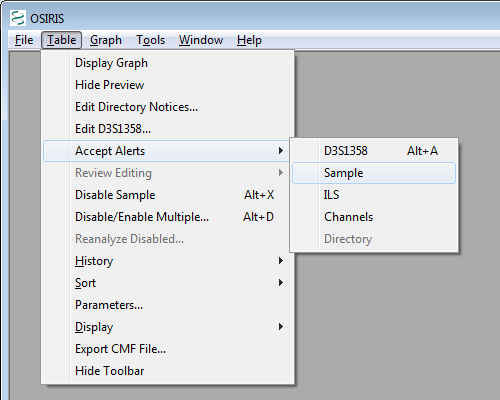 OSIRIS
File Table Graph Tools Window Help
Display Graph
Hide Preview
Edit Directory Notices...
Edit D3S1358...
Accept Alerts
D3S1358 Alt+A
Sample
ILS
Channels
Directory
Review Editing
Disable Sample Alt+X
Disable/Enable Multiple... Alt+D
Reanalyze Disabled...
History
Sort
Parameters...
Display
Export CMF File...
Hide Toolbar